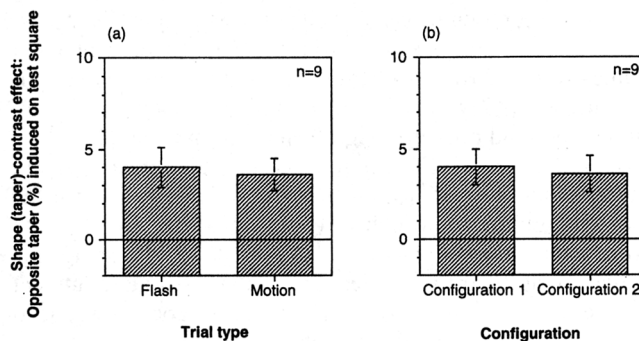 Shape (taper)-contrast effect:
Opposite taper (%) induced on test square
(a)
10
5
0
n=9
Flash
Motion
Trial type
(b)
10
5
0
n=9
Configuration 1
Configuration 2
Configuration